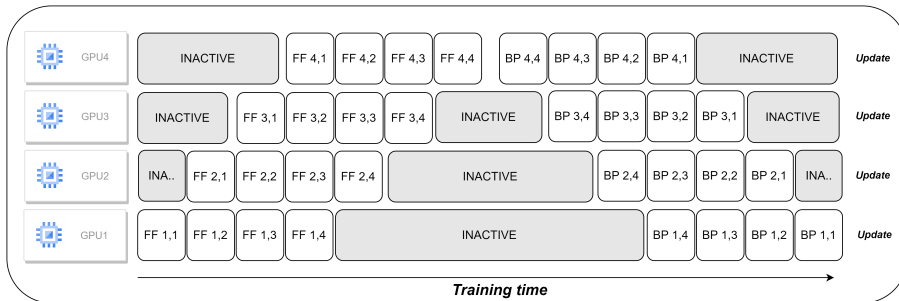 GPU4 INACTIVE FF 4,1 FF 4,2 FF 4,3 FF 4,4 BP 4,4 BP 4,3 BP 4,2 BP 4,1 INACTIVE Update
GPU3 INACTIVE FF 3,1 FF 3,2 FF 3,3 FF 3,4 INACTIVE BP 3,4 BP 3,3 BP 3,2 BP 3,1 INACTIVE Update
GPU2 INA.. FF 2,1 FF 2,2 FF 2,3 FF 2,4 INACTIVE BP 2,4 BP 2,3 BP 2,2 BP 2,1 INA.. Update
GPU1 FF 1,1 FF 1,2 FF 1,3 FF 1,4 INACTIVE BP 1,4 BP 1,3 BP 1,2 BP 1,1 Update
Training time